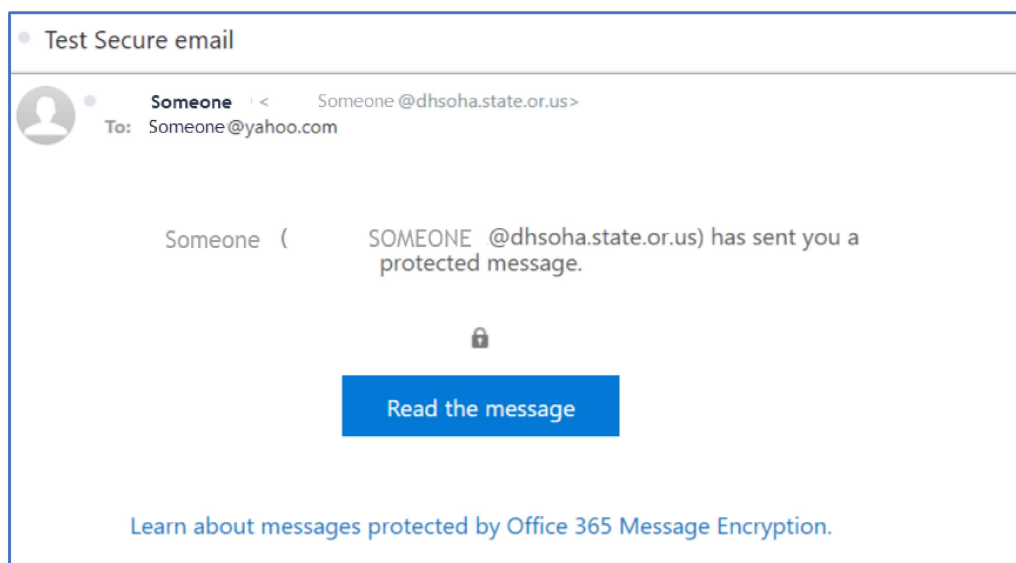 Test Secure email
Someone < Someone @dhsoha.state.or.us>
To: Someone@yahoo.com
Someone ( SOMEONE @dhsoha.state.or.us) has sent you a
protected message.
Read the message
Learn about messages protected by Office 365 Message Encryption.